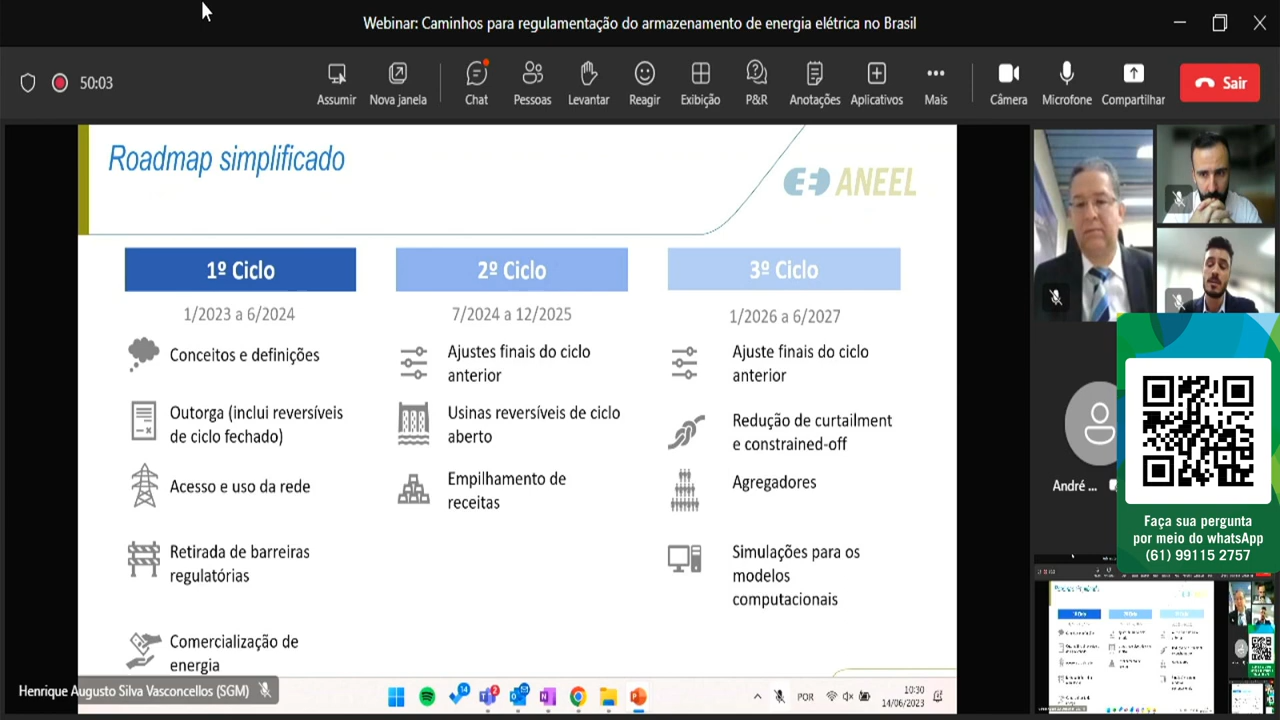 Webinar: Caminhos para regulamentação do armazenamento de energia elétrica no Brasil
50:03
Assumir
Nova janela
Chat
Pessoas
Levantar
Reagir
Exibição
P&R
Anotações
Aplicativos
Mais
Câmera
Microfone
Compartilhar
Sair
Roadmap simplificado
ANEEL
1º Ciclo
1/2023 a 6/2024
Conceitos e definições
Outorga (inclui reversíveis
de ciclo fechado)
Acesso e uso da rede
Retirada de barreiras
regulatórias
Comercialização de
energia
2º Ciclo
7/2024 a 12/2025
Ajustes finais do ciclo
anterior
Usinas reversíveis de ciclo
aberto
Empilhamento de
receitas
3º Ciclo
1/2026 a 6/2027
Ajuste finais do ciclo
anterior
Redução de curtailment
e constrained-off
Agregadores
Simulações para os
modelos
computacionais
André ...
Faça sua pergunta
por meio do whatsApp
(61) 99115 2757
Henrique Augusto Silva Vasconcellos (SGM)
14
2
POR
10:30
14/06/2023